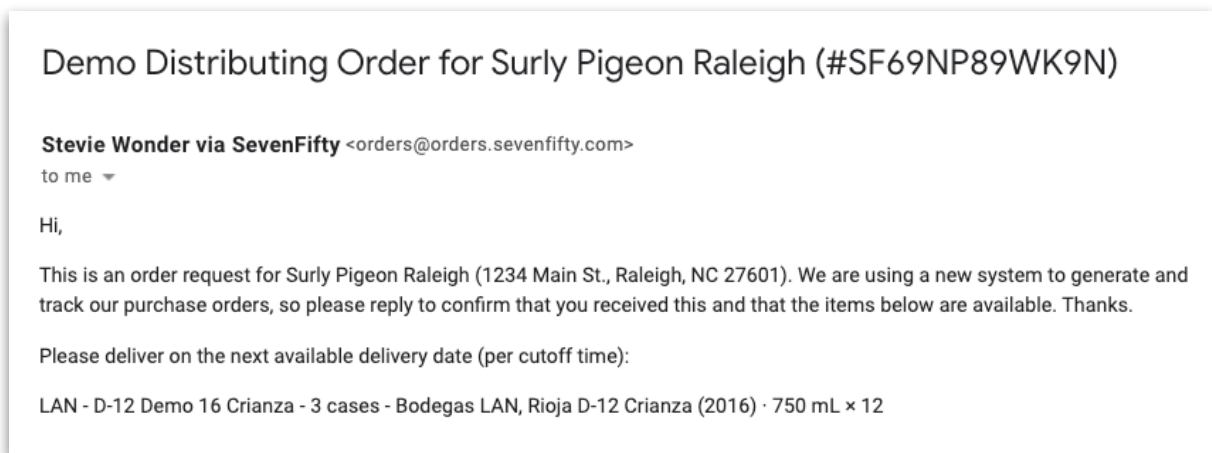 Demo Distributing Order for Surly Pigeon Raleigh (#SF69NP89WK9N)
Stevie Wonder via SevenFifty <orders@orders.sevenfifty.com>
to me
Hi,
This is an order request for Surly Pigeon Raleigh (1234 Main St., Raleigh, NC 27601). We are using a new system to generate and
track our purchase orders, so please reply to confirm that you received this and that the items below are available. Thanks.
Please deliver on the next available delivery date (per cutoff time):
LAN - D-12 Demo 16 Crianza - 3 cases - Bodegas LAN, Rioja D-12 Crianza (2016) · 750 mL × 12